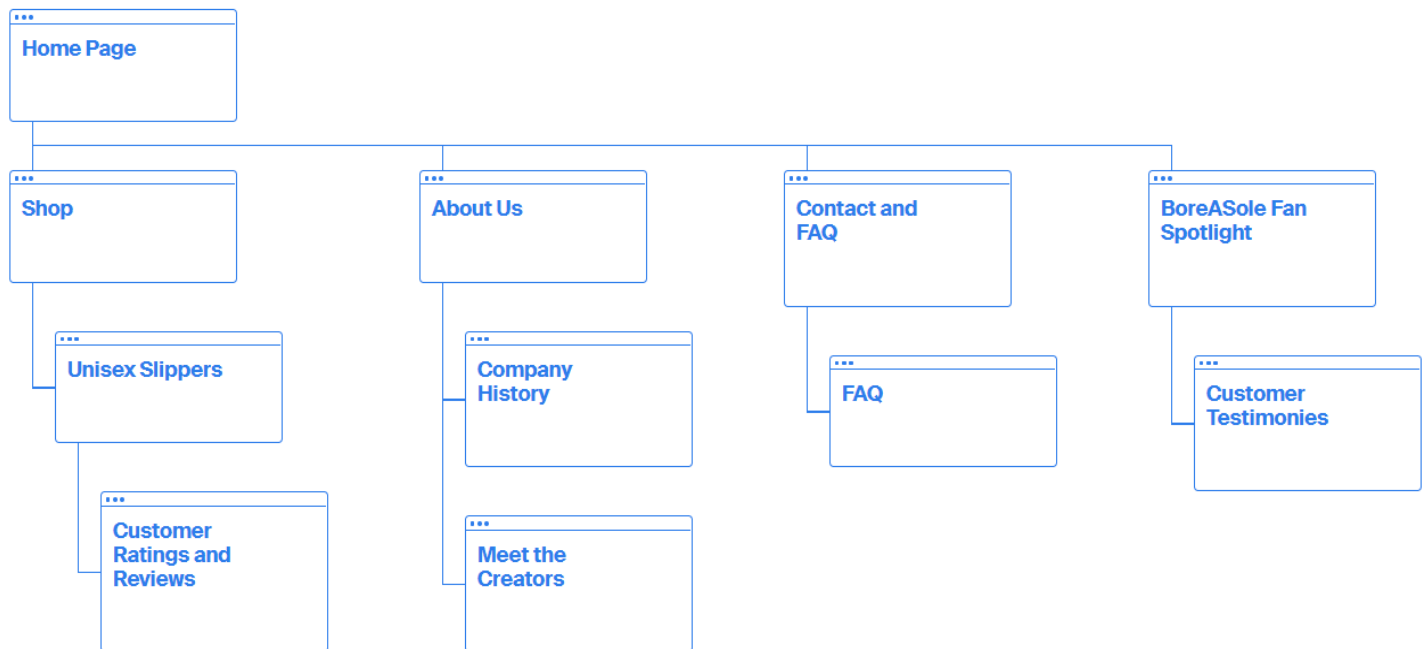 Home Page
Shop
About Us
Contact and
FAQ
BoreASole Fan
Spotlight
Unisex Slippers
Company
History
FAQ
Customer
Testimonies
Customer
Ratings and
Reviews
Meet the
Creators